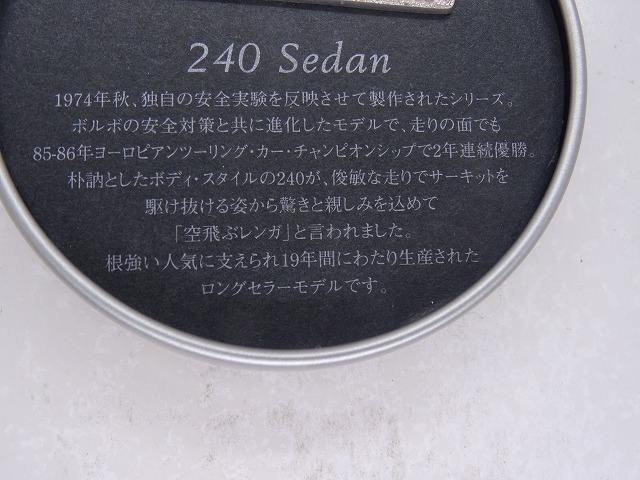 240 Sedan
1974年秋、独自の安全実験を反映させて製作されたシリーズ。
ボルボの安全対策と共に進化したモデルで、走りの面でも
85-86年ヨーロピアンツーリング・カー・チャンピオンシップで2年連続優勝。
朴訥としたボディ・スタイルの240が、俊敏な走りでサーキットを
駆け抜ける姿から驚きと親しみを込めて
「空飛ぶレンガ」と言われました。
根強い人気に支えられ19年間にわたり生産された
ロングセラーモデルです。